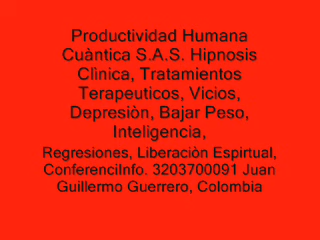 Productividad Humana
Cuàntica S.A.S. Hipnosis
Clìnica, Tratamientos
Terapeuticos, Vicios,
Depresiòn, Bajar Peso,
Inteligencia,
Regresiones, Liberaciòn Espirtual,
ConferenciInfo. 3203700091 Juan
Guillermo Guerrero, Colombia